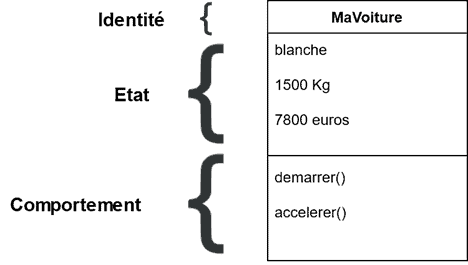 Identité
MaVoiture
Etat
blanche
1500 Kg
7800 euros
Comportement
demarrer()
accelerer()